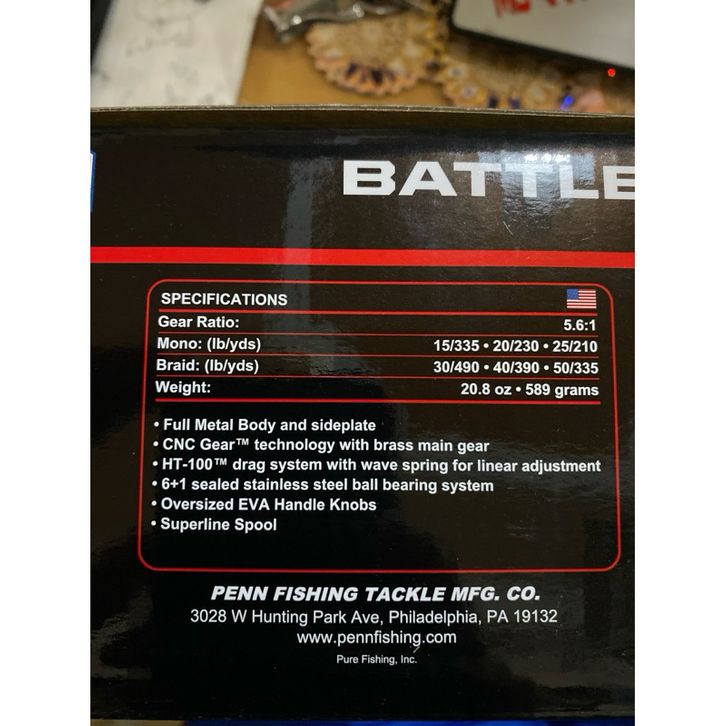 BATTLE
SPECIFICATIONS
Gear Ratio: 5.6:1
Mono: (lb/yds) 15/335 • 20/230 • 25/210
Braid: (lb/yds) 30/490 • 40/390 • 50/335
Weight: 20.8 oz • 589 grams
• Full Metal Body and sideplate
• CNC Gear™ technology with brass main gear
• HT-100™ drag system with wave spring for linear adjustment
• 6+1 sealed stainless steel ball bearing system
• Oversized EVA Handle Knobs
• Superline Spool
PENN FISHING TACKLE MFG. CO.
3028 W Hunting Park Ave, Philadelphia, PA 19132
www.pennfishing.com
Pure Fishing, Inc.